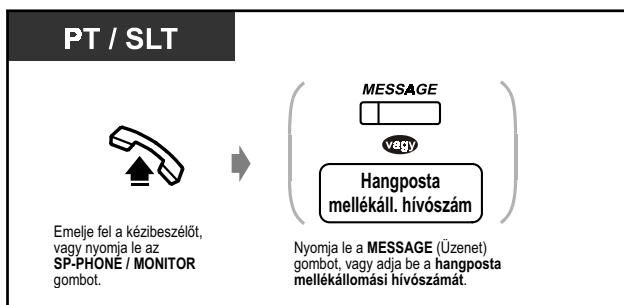 PT / SLT
MESSAGE
vagy
Hangposta
mellékáll. hívószám
Emelje fel a kézibeszélőt,
vagy nyomja le az
SP-PHONE / MONITOR
gombot.
Nyomja le a MESSAGE (Üzenet)
gombot, vagy adja be a hangposta
mellékállomási hívószámát.